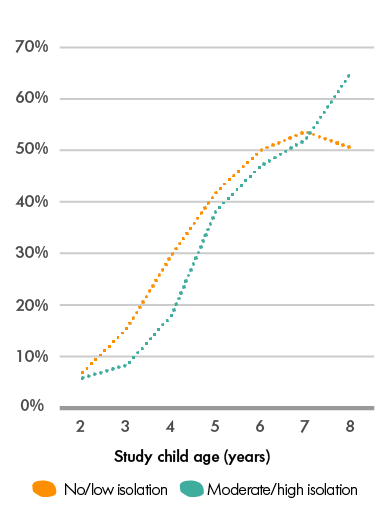 70%
60%
50%
40%
30%
20%
10%
0%
2 3 4 5 6 7 8
Study child age (years)
No/low isolation Moderate/high isolation